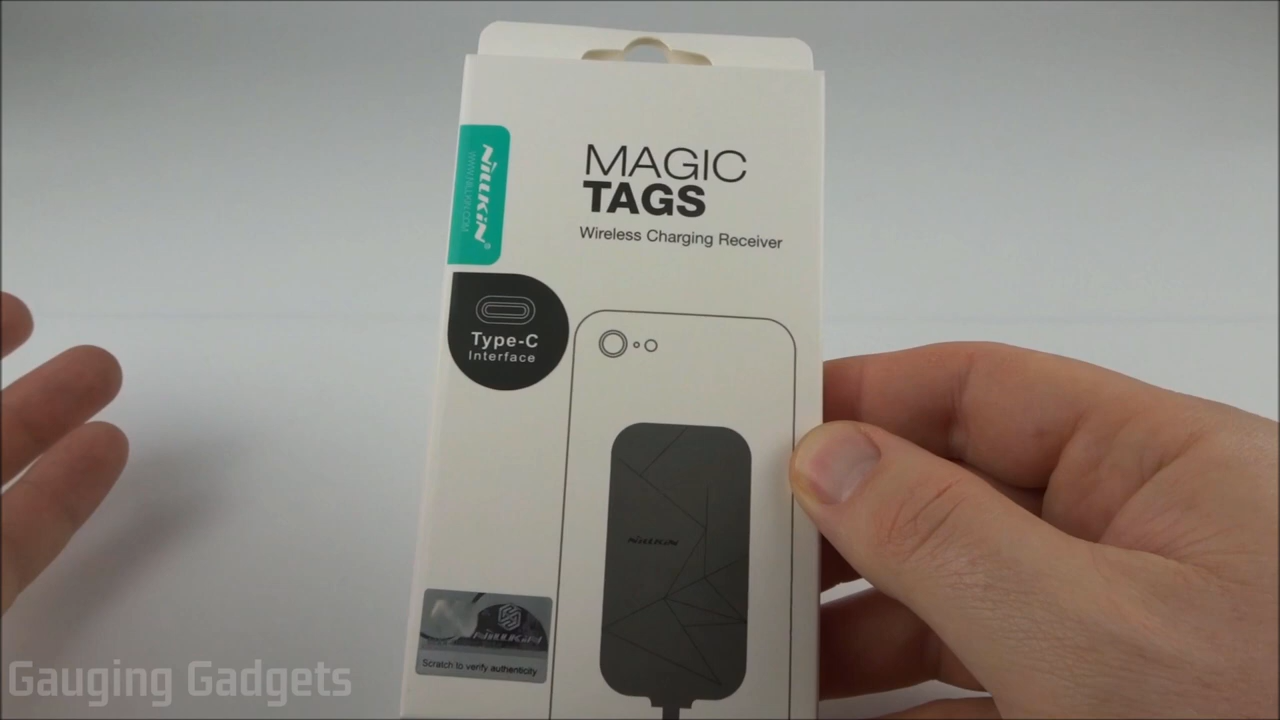 MAGIC
TAGS
Wireless Charging Receiver
NILLKIN®
WWW.NILLKIN.COM
Type-C
Interface
NILLKIN
NILLKIN
Scratch to verify authenticity
Gauging Gadgets